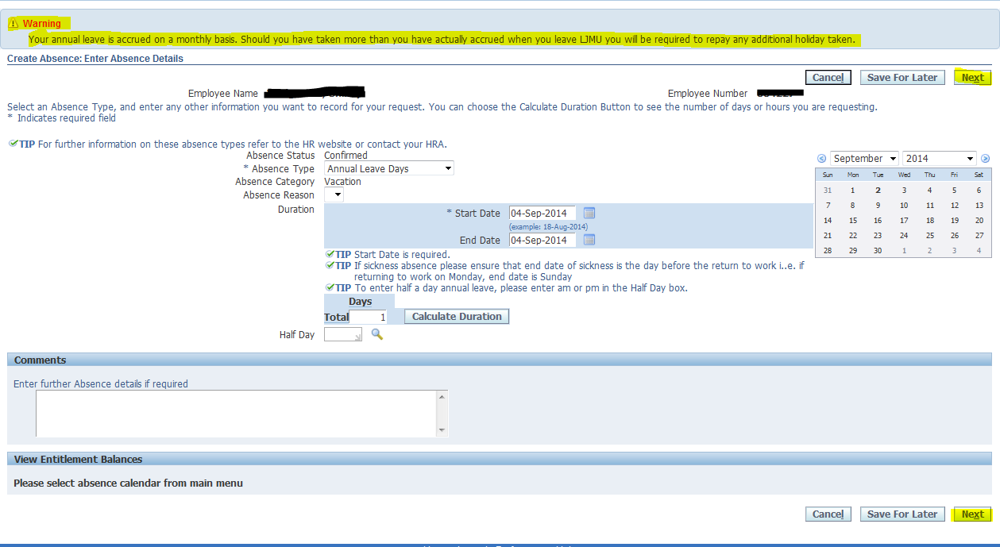 Warning
Your annual leave is accrued on a monthly basis. Should you have taken more than you have actually accrued when you leave LJMU you will be required to repay any additional holiday taken.
Create Absence: Enter Absence Details
Cancel Save For Later Next
Employee Name Employee Number
Select an Absence Type, and enter any other information you want to record for your request. You can choose the Calculate Duration Button to see the number of days or hours you are requesting.
* Indicates required field
TIP For further information on these absence types refer to the HR website or contact your HRA.
Absence Status Confirmed
* Absence Type Annual Leave Days
Absence Category Vacation
Absence Reason
Duration
* Start Date 04-Sep-2014
(example: 18-Aug-2014)
End Date 04-Sep-2014
TIP Start Date is required.
TIP If sickness absence please ensure that end date of sickness is the day before the return to work i..e. if
returning to work on Monday, end date is Sunday
TIP To enter half a day annual leave, please enter am or pm in the Half Day box.
Days
Total 1 Calculate Duration
Half Day
September 2014
Sun Mon Tue Wed Thu Fri Sat
31 1 2 3 4 5 6
7 8 9 10 11 12 13
14 15 16 17 18 19 20
21 22 23 24 25 26 27
28 29 30 1 2 3 4
Comments
Enter further Absence details if required
View Entitlement Balances
Please select absence calendar from main menu
Cancel Save For Later Next